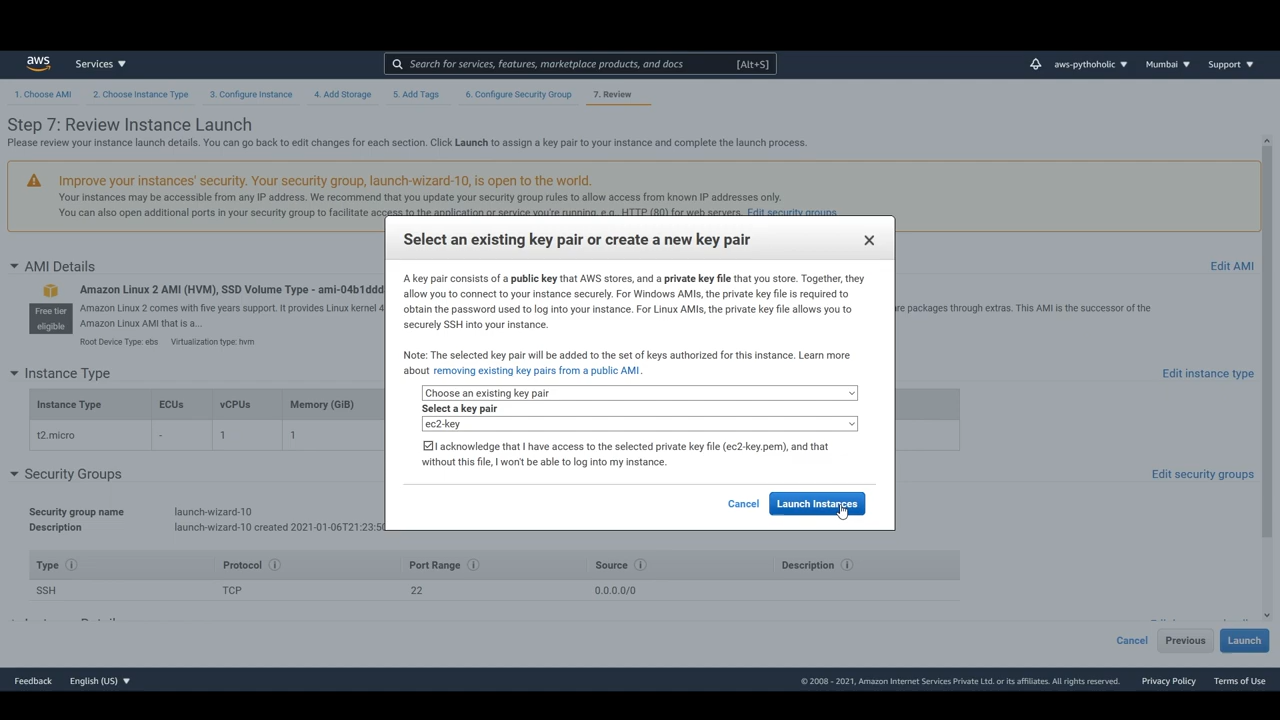 aws
Services
Search for services, features, marketplace products, and docs [Alt+S]
aws-pythoholic Mumbai Support
1. Choose AMI 2. Choose Instance Type 3. Configure Instance 4. Add Storage 5. Add Tags 6. Configure Security Group 7. Review
Step 7: Review Instance Launch
Please review your instance launch details. You can go back to edit changes for each section. Click Launch to assign a key pair to your instance and complete the launch process.
Improve your instances' security. Your security group, launch-wizard-10, is open to the world.
Your instances may be accessible from any IP address. We recommend that you update your security group rules to allow access from known IP addresses only.
You can also open additional ports in your security group to facilitate access to the application or service you're running, e.g., HTTP (80) for web servers. Edit security groups
Select an existing key pair or create a new key pair
A key pair consists of a public key that AWS stores, and a private key file that you store. Together, they
allow you to connect to your instance securely. For Windows AMIs, the private key file is required to
obtain the password used to log into your instance. For Linux AMIs, the private key file allows you to
securely SSH into your instance.
Note: The selected key pair will be added to the set of keys authorized for this instance. Learn more
about removing existing key pairs from a public AMI.
Choose an existing key pair
Select a key pair
ec2-key
I acknowledge that I have access to the selected private key file (ec2-key.pem), and that
without this file, I won't be able to log into my instance.
Cancel Launch Instances
AMI Details Edit AMI
Amazon Linux 2 AMI (HVM), SSD Volume Type - ami-04b1ddd
Free tier
eligible
Amazon Linux 2 comes with five years support. It provides Linux kernel 4 re packages through extras. This AMI is the successor of the
Amazon Linux AMI that is a...
Root Device Type: ebs Virtualization type: hvm
Instance Type Edit instance type
Instance Type ECUs vCPUs Memory (GiB)
t2.micro - 1 1
Security Groups Edit security groups
Security group name launch-wizard-10
Description launch-wizard-10 created 2021-01-06T21:23:50
Type Protocol Port Range Source Description
SSH TCP 22 0.0.0.0/0
Cancel Previous Launch
Feedback English (US) © 2008 - 2021, Amazon Internet Services Private Ltd. or its affiliates. All rights reserved. Privacy Policy Terms of Use